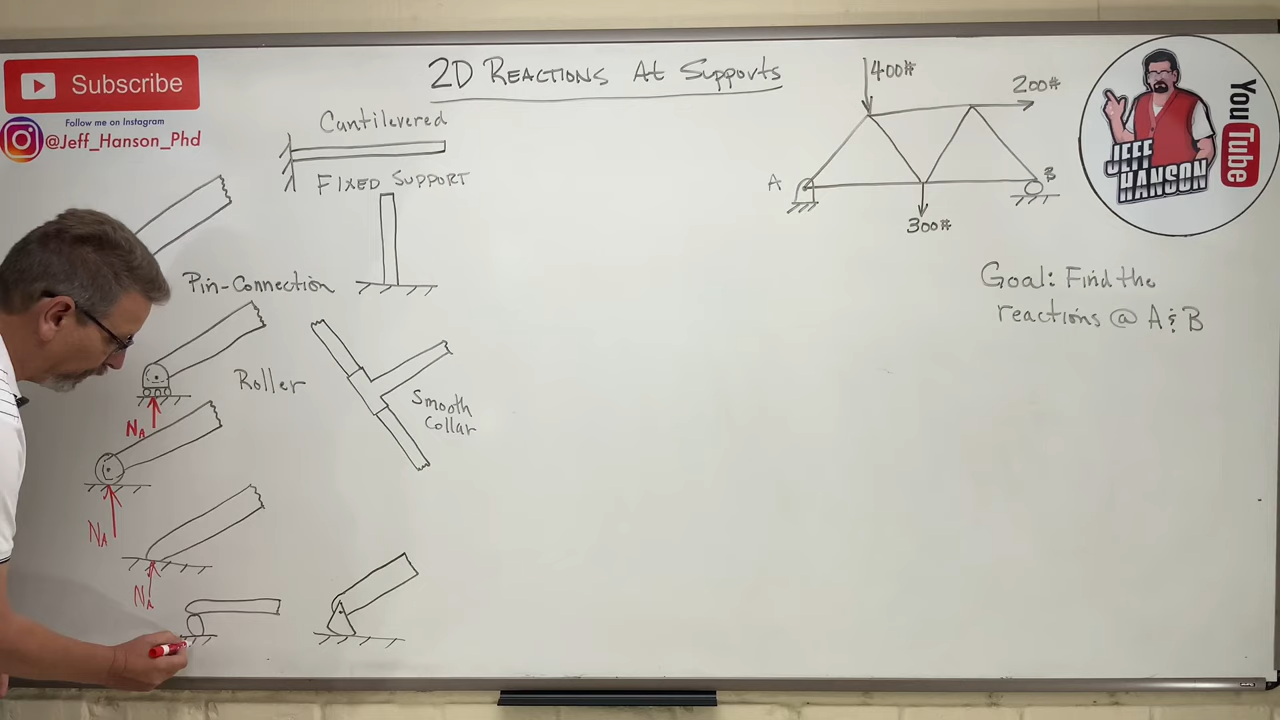 2D REACTIONS At Supports
Subscribe
Follow me on Instagram
@Jeff_Hanson_Phd
Cantilevered
FIXED SUPPORT
Pin-Connection
Roller
Smooth
Collar
NA
NA
NA
400#
200#
A
B
300#
JEFF
HANSON
YouTube
Goal: Find the
reactions @ A & B